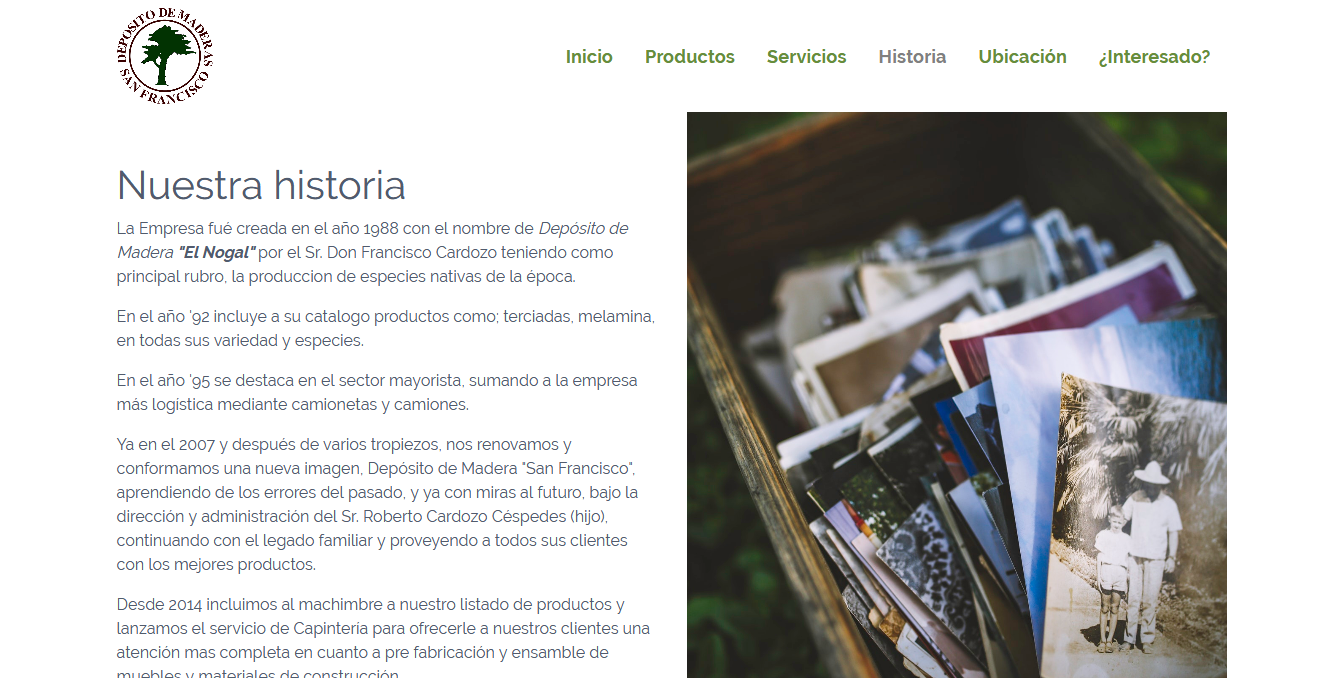 DEPOSITO DE MADERAS
SAN FRANCISCO
Inicio Productos Servicios Historia Ubicación ¿Interesado?
Nuestra historia
La Empresa fué creada en el año 1988 con el nombre de Depósito de
Madera "El Nogal" por el Sr. Don Francisco Cardozo teniendo como
principal rubro, la produccion de especies nativas de la época.
En el año '92 incluye a su catalogo productos como; terciadas, melamina,
en todas sus variedad y especies.
En el año '95 se destaca en el sector mayorista, sumando a la empresa
más logística mediante camionetas y camiones.
Ya en el 2007 y después de varios tropiezos, nos renovamos y
conformamos una nueva imagen, Depósito de Madera "San Francisco",
aprendiendo de los errores del pasado, y ya con miras al futuro, bajo la
dirección y administración del Sr. Roberto Cardozo Céspedes (hijo),
continuando con el legado familiar y proveyendo a todos sus clientes
con los mejores productos.
Desde 2014 incluimos al machimbre a nuestro listado de productos y
lanzamos el servicio de Capintería para ofrecerle a nuestros clientes una
atención mas completa en cuanto a pre fabricación y ensamble de
muebles y materiales de construcción